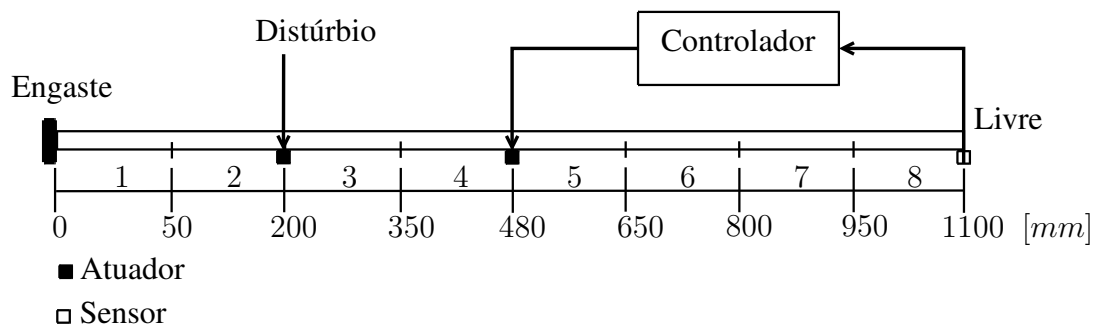 Distúrbio
Controlador
Engaste
Livre
1 2 3 4 5 6 7 8
0 50 200 350 480 650 800 950 1100 [mm]
Atuador
Sensor